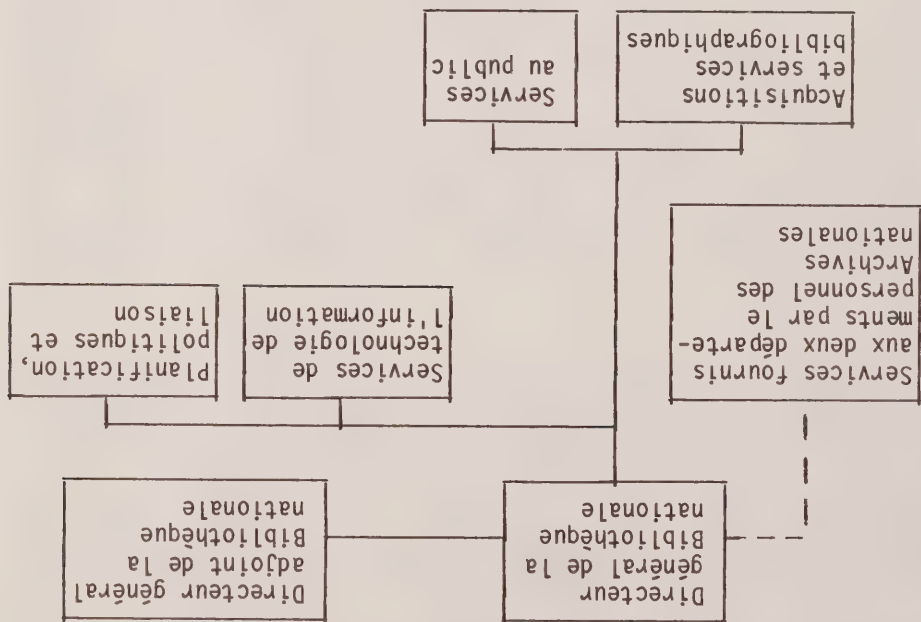 Directeur
général de la
Bibliothèque
nationale
Directeur général
adjoint de la
Bibliothèque
nationale
Services fournis
aux deux départe-
ments par le
personnel des
Archives
nationales
Services de
technologie de
l'information
Planification,
politiques et
liaison
Acquisitions
et services
bibliographiques
Services
au public